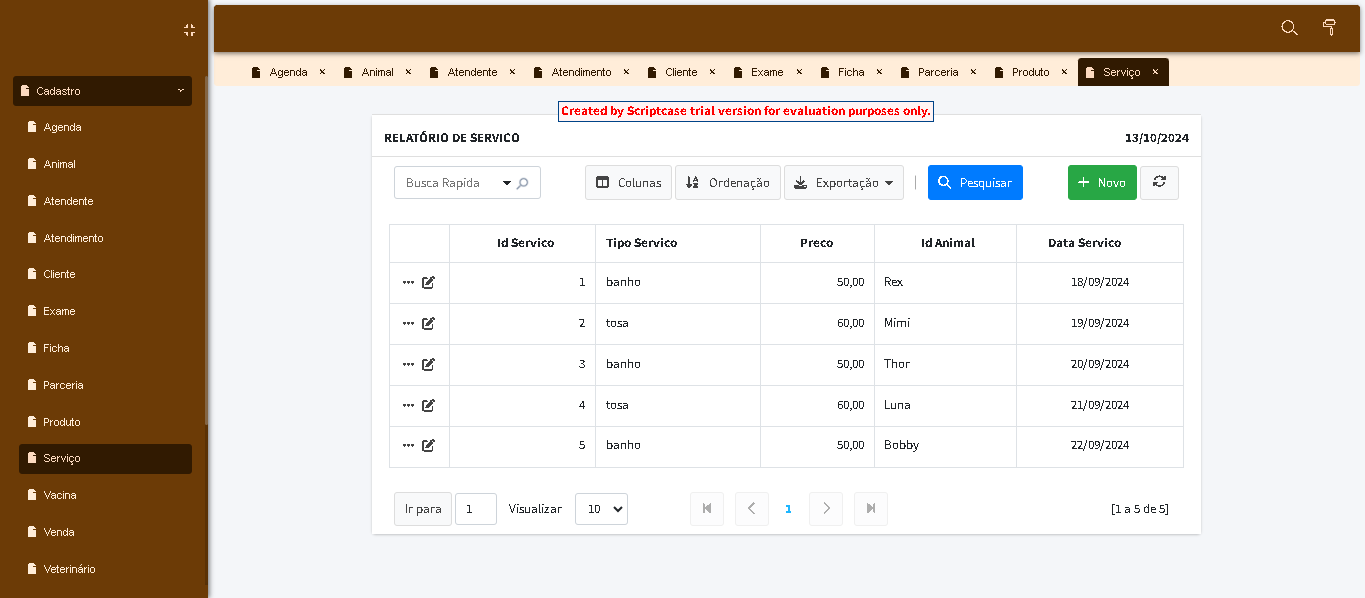 Cadastro
Agenda
Animal
Atendente
Atendimento
Cliente
Exame
Ficha
Parceria
Produto
Serviço
Vacina
Venda
Veterinário
Agenda × Animal × Atendente × Atendimento × Cliente × Exame × Ficha × Parceria × Produto × Serviço ×
Created by Scriptcase trial version for evaluation purposes only.
RELATÓRIO DE SERVICO 13/10/2024
Busca Rapida Colunas Ordenação Exportação | Pesquisar + Novo
Id Servico Tipo Servico Preco Id Animal Data Servico
1 banho 50,00 Rex 18/09/2024
2 tosa 60,00 Mimi 19/09/2024
3 banho 50,00 Thor 20/09/2024
4 tosa 60,00 Luna 21/09/2024
5 banho 50,00 Bobby 22/09/2024
Ir para 1 Visualizar 10 1 [1 a 5 de 5]